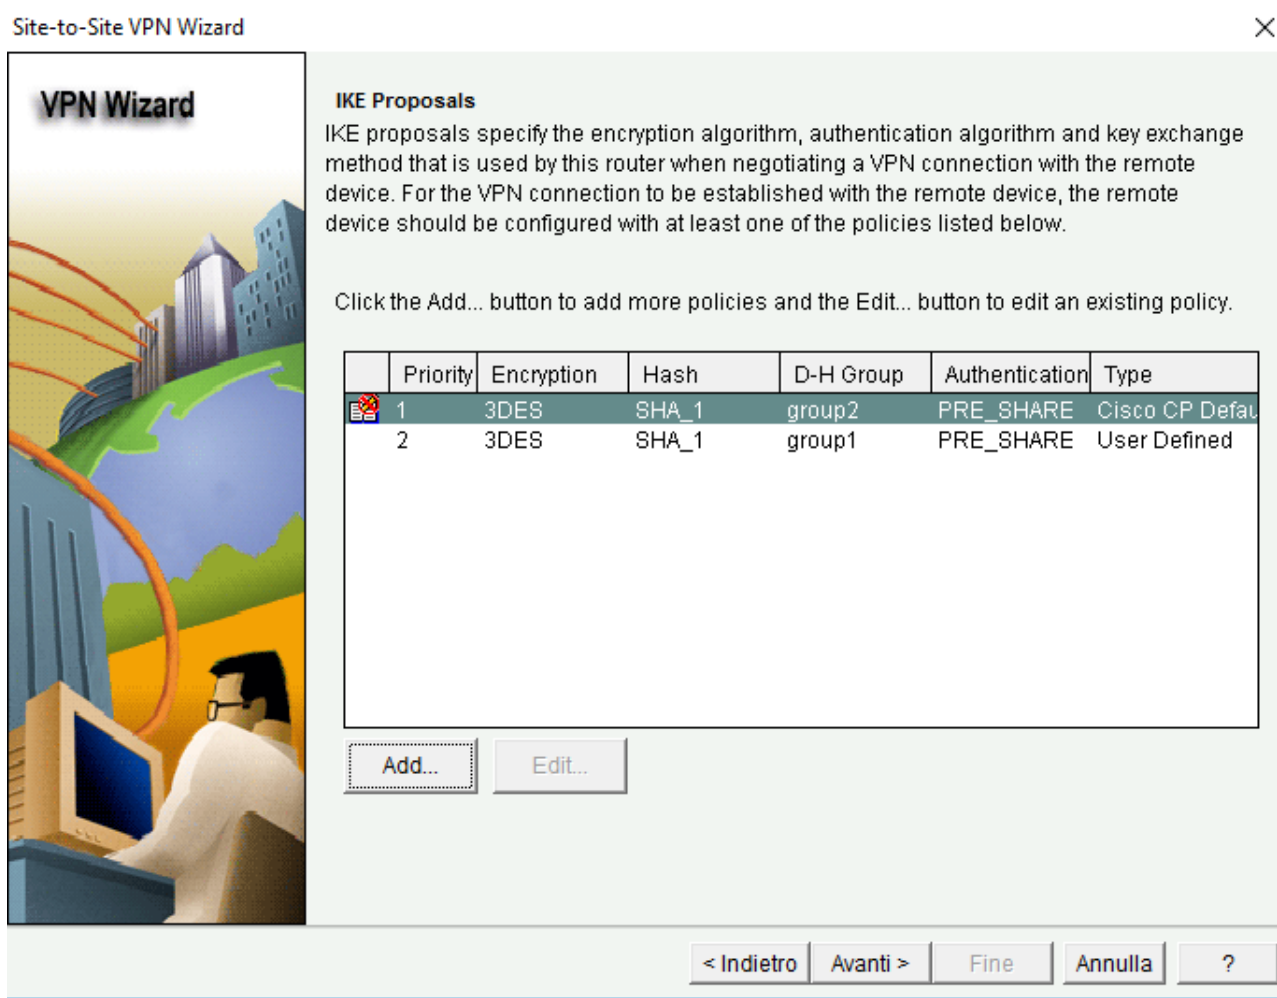 Site-to-Site VPN Wizard
VPN Wizard
IKE Proposals
IKE proposals specify the encryption algorithm, authentication algorithm and key exchange
method that is used by this router when negotiating a VPN connection with the remote
device. For the VPN connection to be established with the remote device, the remote
device should be configured with at least one of the policies listed below.
Click the Add... button to add more policies and the Edit... button to edit an existing policy.
Priority Encryption Hash D-H Group Authentication Type
1 3DES SHA_1 group2 PRE_SHARE Cisco CP Defau
2 3DES SHA_1 group1 PRE_SHARE User Defined
Add... Edit...
< Indietro Avanti > Fine Annulla ?